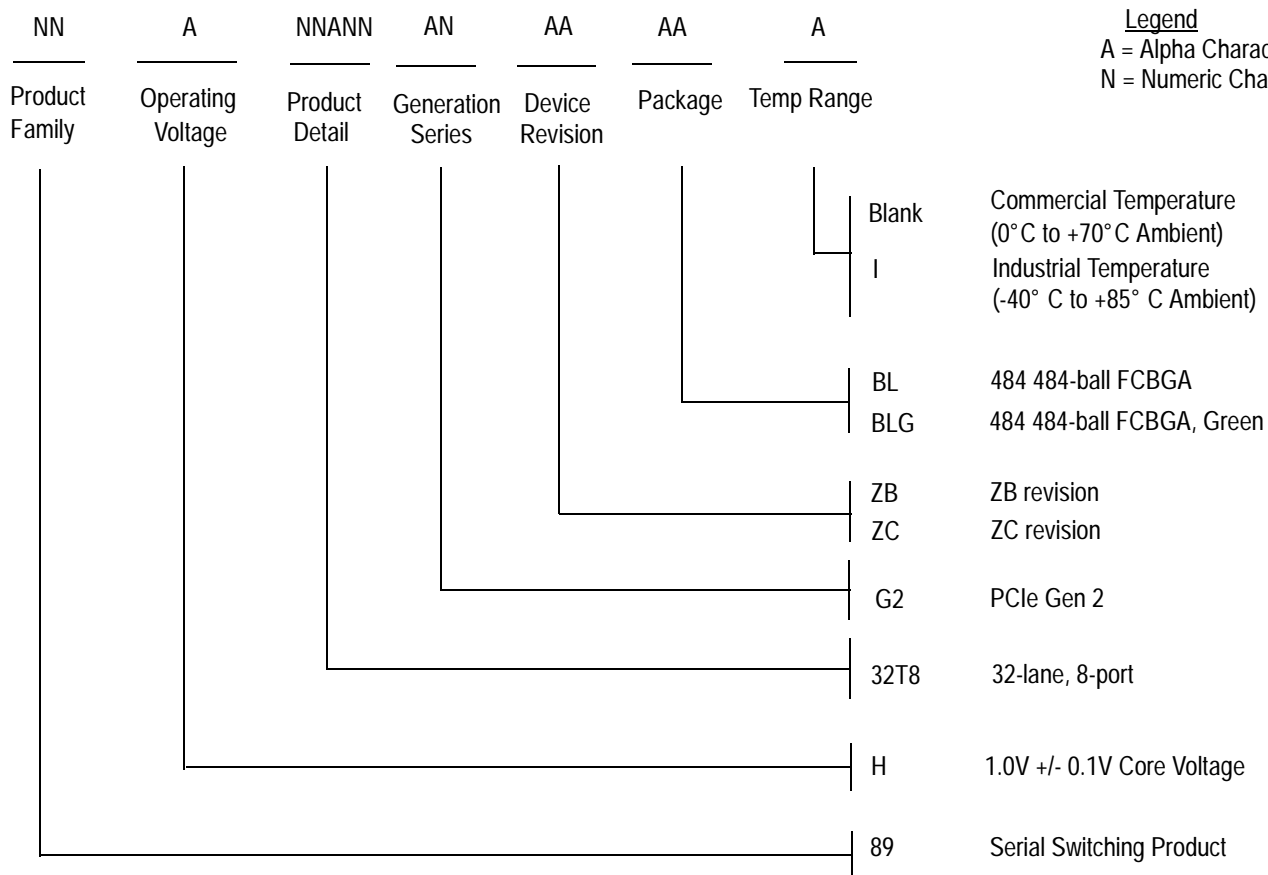 NN A NNANN AN AA AA A
Legend
A = Alpha Charac
N = Numeric Cha
Product Family
Operating Voltage
Product Detail
Generation Series
Device Revision
Package
Temp Range
Blank Commercial Temperature
(0°C to +70°C Ambient)
I Industrial Temperature
(-40° C to +85° C Ambient)
BL 484 484-ball FCBGA
BLG 484 484-ball FCBGA, Green
ZB ZB revision
ZC ZC revision
G2 PCIe Gen 2
32T8 32-lane, 8-port
H 1.0V +/- 0.1V Core Voltage
89 Serial Switching Product